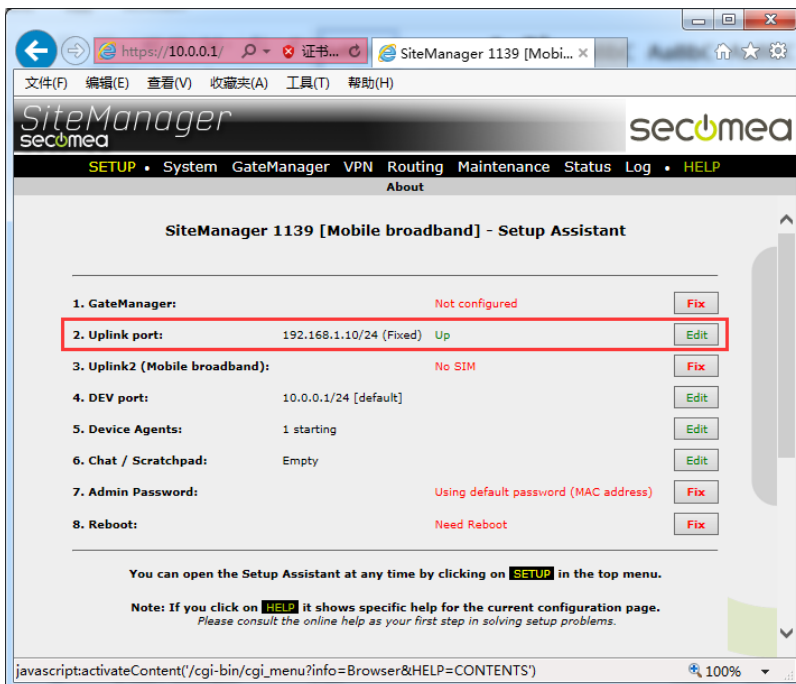 https://10.0.0.1/ 证书... SiteManager 1139 [Mobi...
文件(F) 编辑(E) 查看(V) 收藏夹(A) 工具(T) 帮助(H)
SiteManager
secomea
secomea
SETUP • System GateManager VPN Routing Maintenance Status Log • HELP
About
SiteManager 1139 [Mobile broadband] - Setup Assistant
1. GateManager: Not configured Fix
2. Uplink port: 192.168.1.10/24 (Fixed) Up Edit
3. Uplink2 (Mobile broadband): No SIM Fix
4. DEV port: 10.0.0.1/24 [default] Edit
5. Device Agents: 1 starting Edit
6. Chat / Scratchpad: Empty Edit
7. Admin Password: Using default password (MAC address) Fix
8. Reboot: Need Reboot Fix
You can open the Setup Assistant at any time by clicking on SETUP in the top menu.
Note: If you click on HELP it shows specific help for the current configuration page.
Please consult the online help as your first step in solving setup problems.
javascript:activateContent('/cgi-bin/cgi_menu?info=Browser&HELP=CONTENTS') 100%